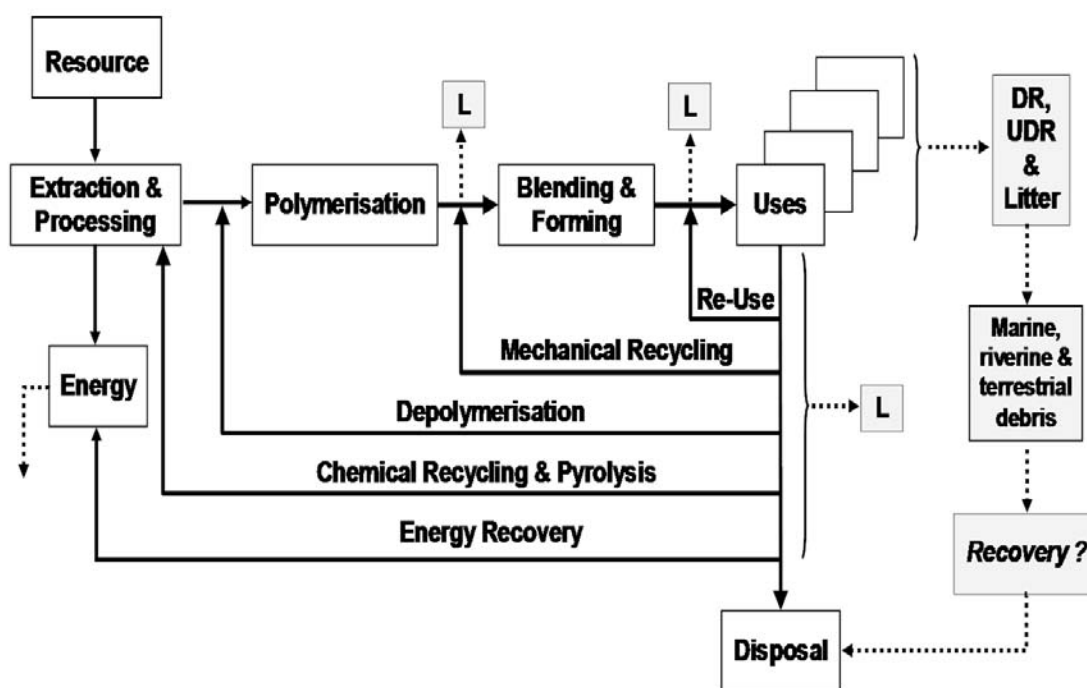 Resource
L
L
DR,
UDR
&
Litter
Extraction &
Processing
Polymerisation
Blending &
Forming
Uses
Re-Use
Marine,
riverine &
terrestrial
debris
Mechanical Recycling
Energy
Depolymerisation
L
Chemical Recycling & Pyrolysis
Energy Recovery
Recovery ?
Disposal